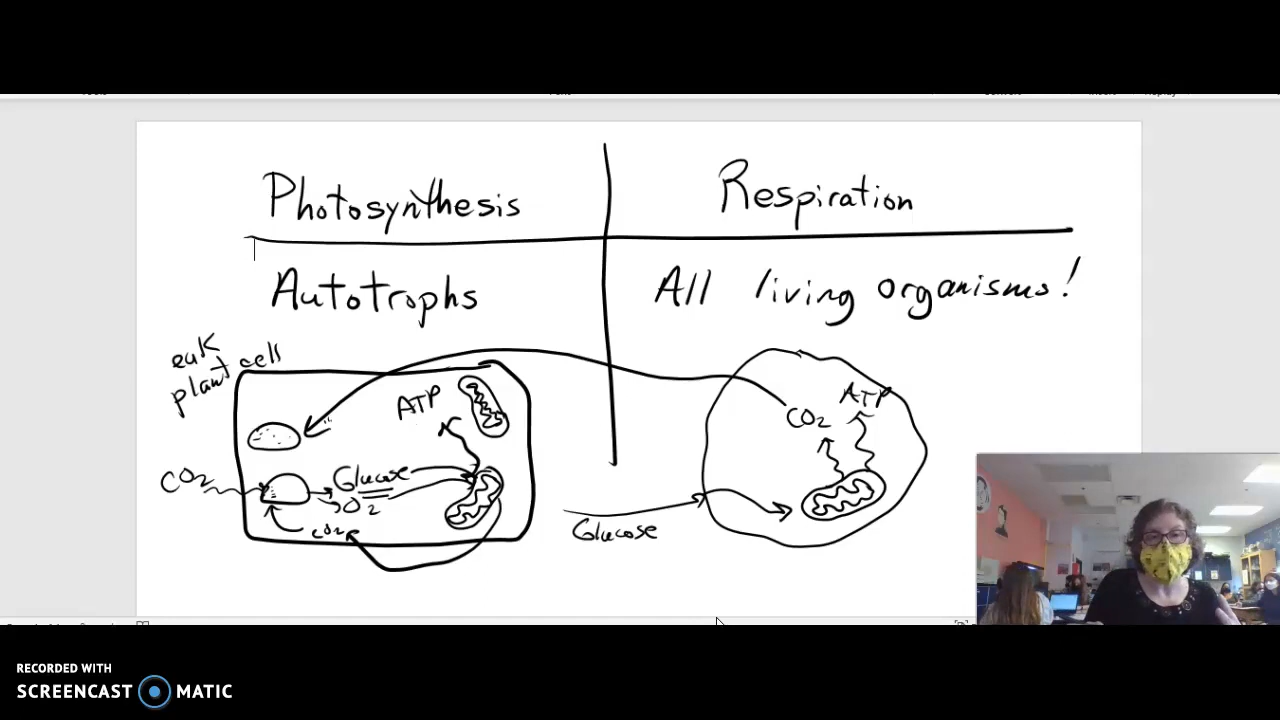 Photosynthesis
Respiration
Autotrophs
All living organisms!
euk
plant cell
ATP
CO2
ATP
CO2
Glucose
O2
CO2
Glucose
RECORDED WITH
SCREENCAST MATIC